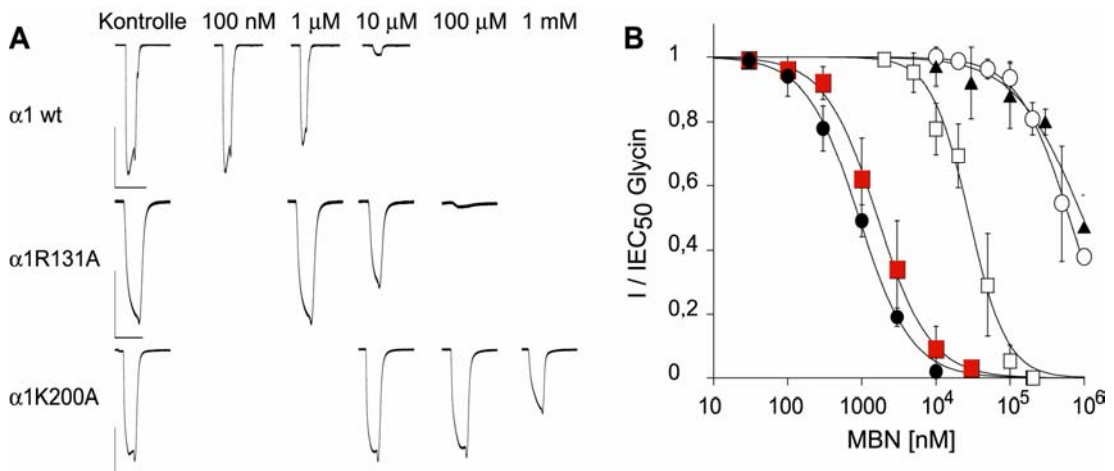 A
Kontrolle 100 nM 1 µM 10 µM 100 µM 1 mM
α1 wt
α1R131A
α1K200A
B
I / IEC50 Glycin
1
0,8
0,6
0,4
0,2
0
10 100 1000 10⁴ 10⁵ 10⁶
MBN [nM]